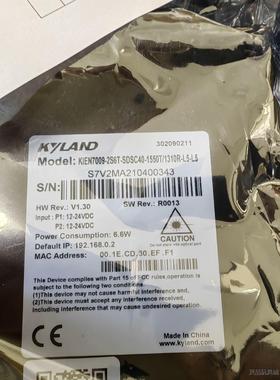 KYLAND
302090211
Model: KIEN7009-2S6T-SDSC40-1550T/1310R-L5-L5
S7V2MA210400343
S/N:
HW Rev.: V1.30 SW Rev.: R0013
Input : P1: 12-24VDC
P2: 12-24VDC
Power Consumption: 6.6W
Default IP: 192.168.0.2
MAC Address: 00.1E.CD.30.EF.F1
CAUTION
This Device complies with Part 15 of FCC rules.operation is
subject to the following two conditions:
(1)This device may not cause harmful interference, and
(2)This device must accept any interference received,
including interference that may cause undesired operation.
Made In China
www.kyland.com